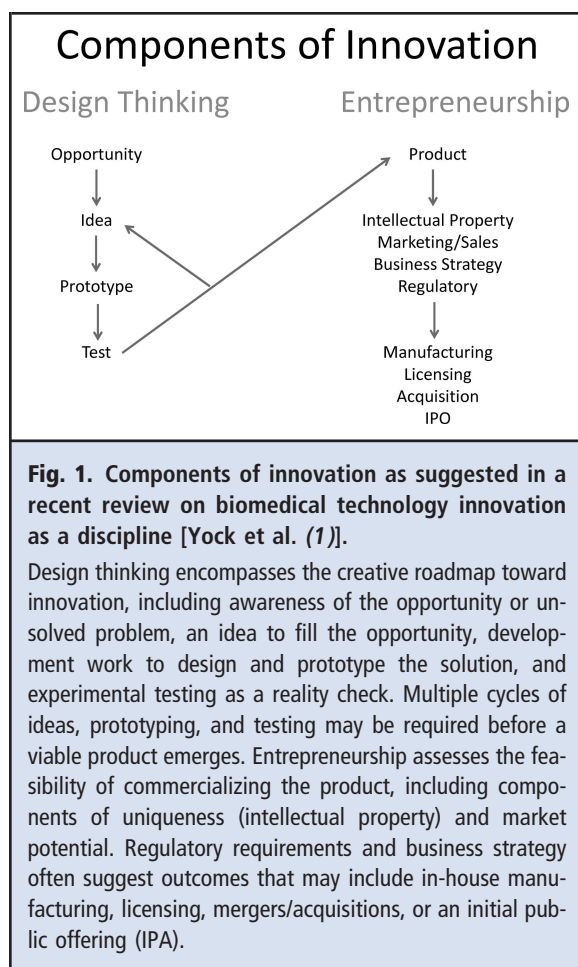 Components of Innovation
Design Thinking
Opportunity
Idea
Prototype
Test
Entrepreneurship
Product
Intellectual Property
Marketing/Sales
Business Strategy
Regulatory
Manufacturing
Licensing
Acquisition
IPO
Fig. 1. Components of innovation as suggested in a
recent review on biomedical technology innovation
as a discipline [Yock et al. (1)].
Design thinking encompasses the creative roadmap toward
innovation, including awareness of the opportunity or un-
solved problem, an idea to fill the opportunity, develop-
ment work to design and prototype the solution, and
experimental testing as a reality check. Multiple cycles of
ideas, prototyping, and testing may be required before a
viable product emerges. Entrepreneurship assesses the fea-
sibility of commercializing the product, including compo-
nents of uniqueness (intellectual property) and market
potential. Regulatory requirements and business strategy
often suggest outcomes that may include in-house manu-
facturing, licensing, mergers/acquisitions, or an initial pub-
lic offering (IPA).